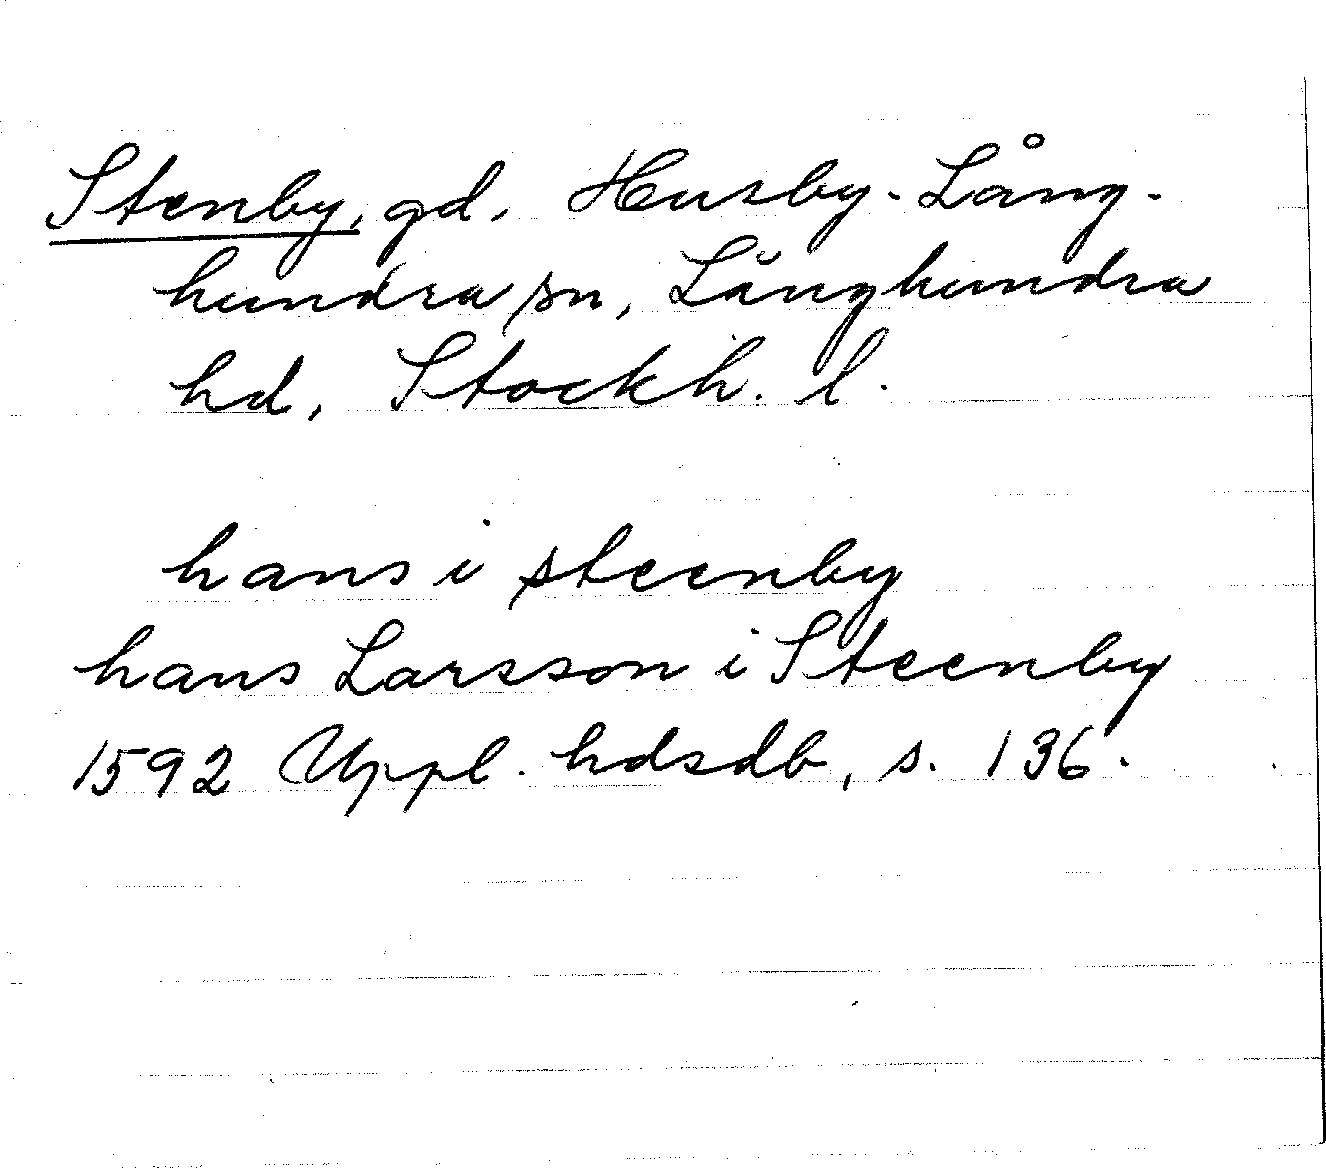 Stenby, gd, Husby-Lång-
hundra sn, Långhundra
hd, Stockh. l.
hans i steenby
hans Larsson i Steenby
1592 Uppl. hdsdb, s. 136.